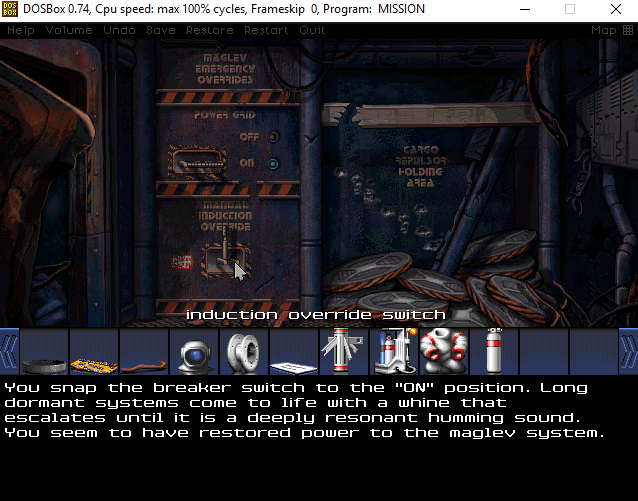 DOSBox 0.74, Cpu speed: max 100% cycles, Frameskip 0, Program: MISSION
Help Volume Undo Save Restore Restart Quit Map
MAGLEV
EMERGENCY
OVERRIDES
POWER GRID
OFF
ON
CARGO
REPULSOR
HOLDING
AREA
MANUAL
INDUCTION
OVERRIDE
induction override switch
You snap the breaker switch to the "ON" position. Long
dormant systems come to life with a whine that
escalates until it is a deeply resonant humming sound.
You seem to have restored power to the maglev system.